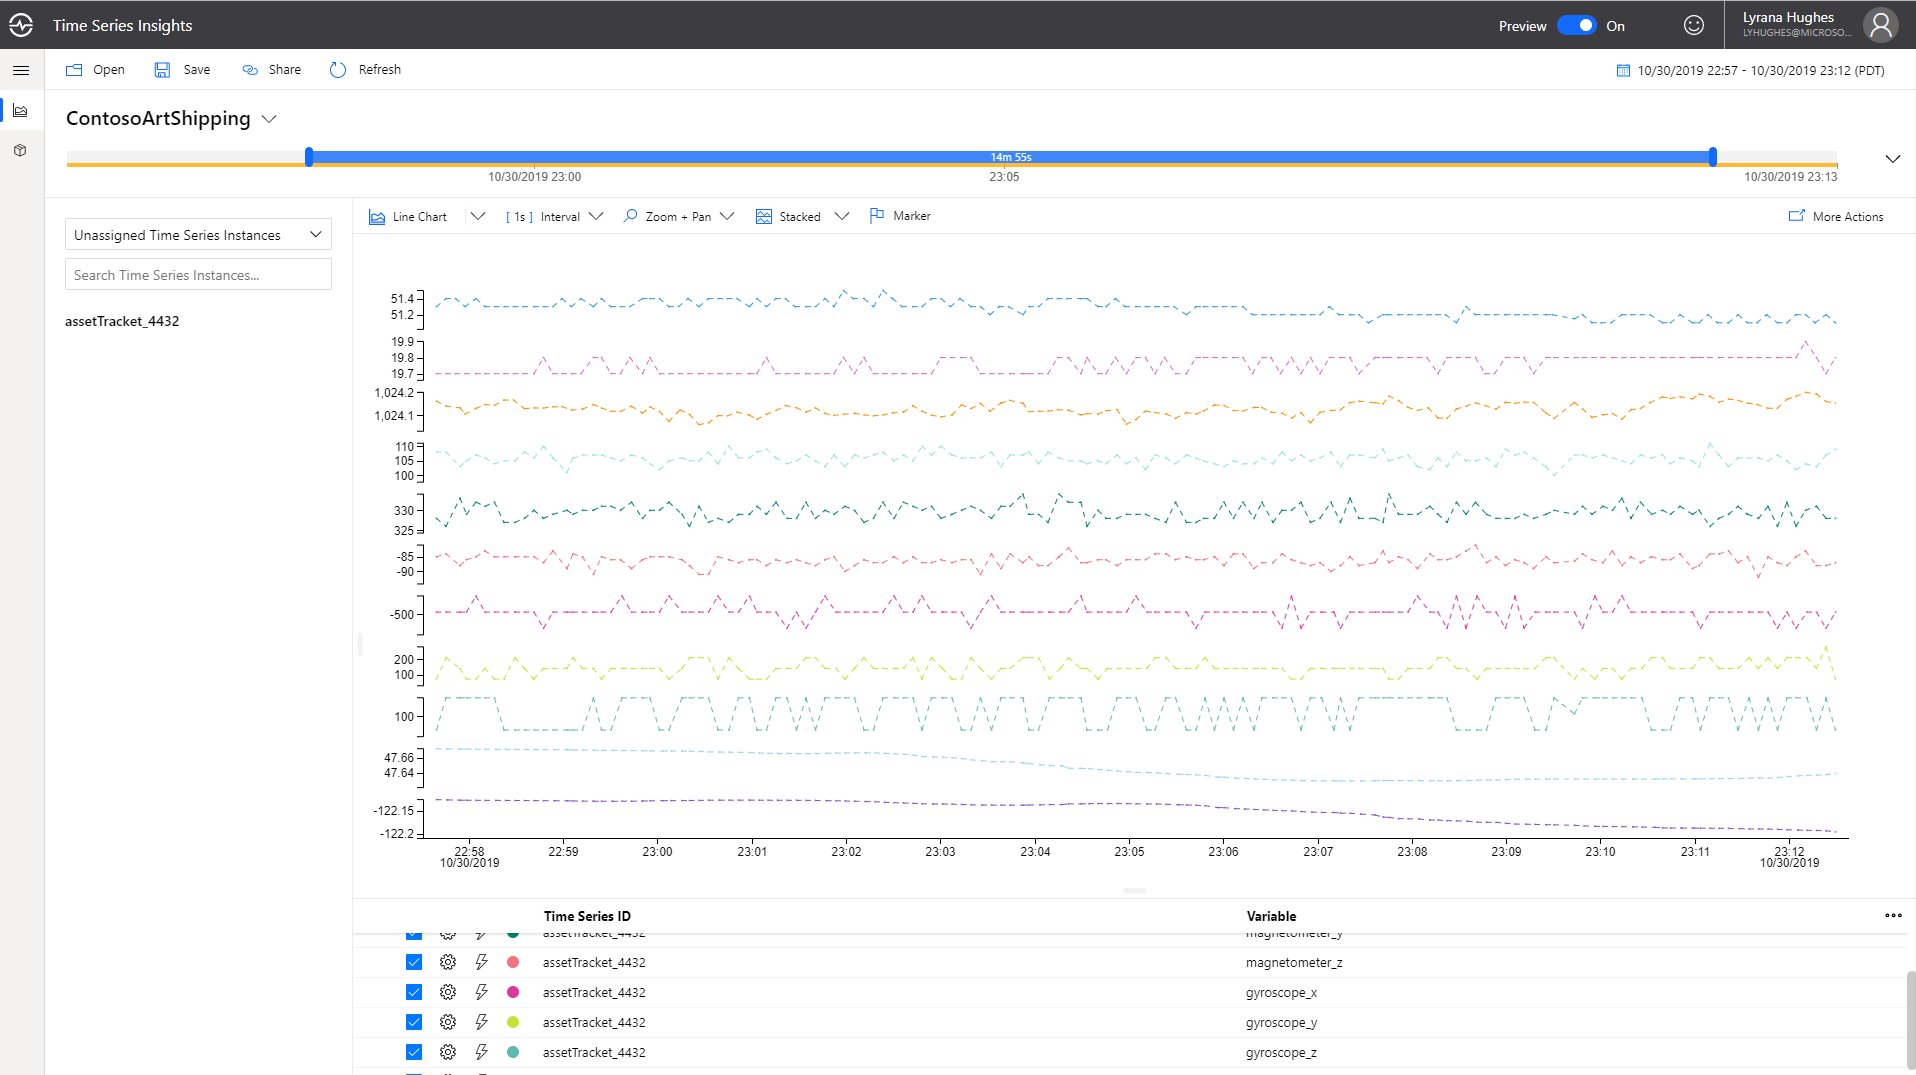 Time Series Insights
Preview On
Lyrana Hughes
LYHUGHES@MICROSO...
Open Save Share Refresh
10/30/2019 22:57 - 10/30/2019 23:12 (PDT)
ContosoArtShipping
14m 55s
10/30/2019 23:00 23:05 10/30/2019 23:13
Unassigned Time Series Instances
Search Time Series Instances...
assetTracket_4432
Line Chart [ 1s ] Interval Zoom + Pan Stacked Marker More Actions
51.4
51.2
19.9
19.8
19.7
1,024.2
1,024.1
110
105
100
330
325
-85
-90
-500
200
100
100
47.66
47.64
-122.15
-122.2
22:58 22:59 23:00 23:01 23:02 23:03 23:04 23:05 23:06 23:07 23:08 23:09 23:10 23:11 23:12
10/30/2019 10/30/2019
Time Series ID Variable
assetTracket_4432 magnetometer_y
assetTracket_4432 magnetometer_z
assetTracket_4432 gyroscope_x
assetTracket_4432 gyroscope_y
assetTracket_4432 gyroscope_z